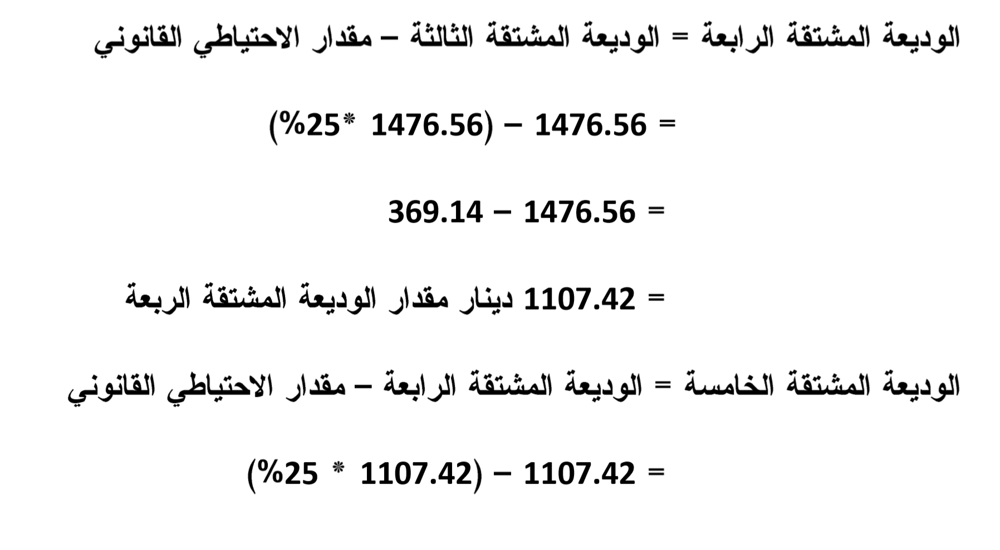 الوديعة المشتقة الرابعة = الوديعة المشتقة الثالثة – مقدار الاحتياطي القانوني
= 1476.56 – (1476.56 *25%)
= 1476.56 – 369.14
= 1107.42 دينار مقدار الوديعة المشتقة الربعة
الوديعة المشتقة الخامسة = الوديعة المشتقة الرابعة – مقدار الاحتياطي القانوني
= 1107.42 – (1107.42 * 25%)